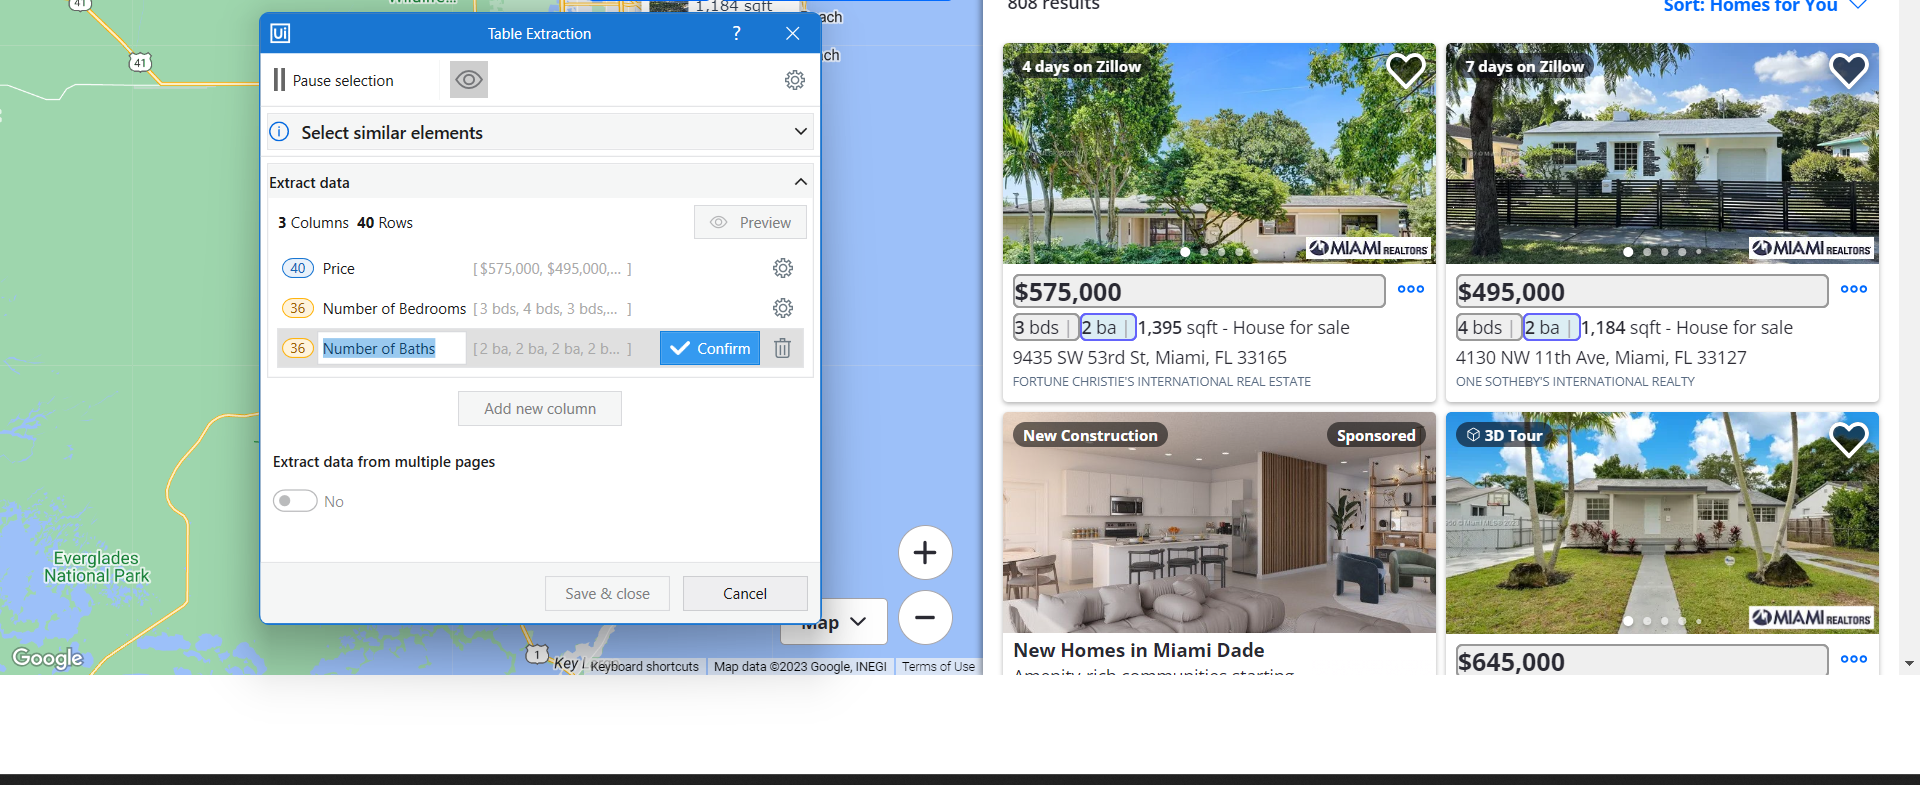 41
41
1,184 sqft
ach
ch
Ui Table Extraction ?
Pause selection
Select similar elements
Extract data
3 Columns 40 Rows
Preview
40 Price [ $575,000, $495,000,... ]
36 Number of Bedrooms [ 3 bds, 4 bds, 3 bds,... ]
36 Number of Baths [ 2 ba, 2 ba, 2 ba, 2 b... ] Confirm
Add new column
Extract data from multiple pages
No
Save & close Cancel
Everglades
National Park
Map
1
Key
Google
Keyboard shortcuts Map data ©2023 Google, INEGI Terms of Use
808 results
Sort: Homes for You
4 days on Zillow
MIAMI REALTORS
$575,000
3 bds | 2 ba | 1,395 sqft - House for sale
9435 SW 53rd St, Miami, FL 33165
FORTUNE CHRISTIE'S INTERNATIONAL REAL ESTATE
7 days on Zillow
MIAMI REALTORS
$495,000
4 bds | 2 ba | 1,184 sqft - House for sale
4130 NW 11th Ave, Miami, FL 33127
ONE SOTHEBY'S INTERNATIONAL REALTY
New Construction
Sponsored
New Homes in Miami Dade
Amenity-rich communities starting
3D Tour
MIAMI REALTORS
$645,000